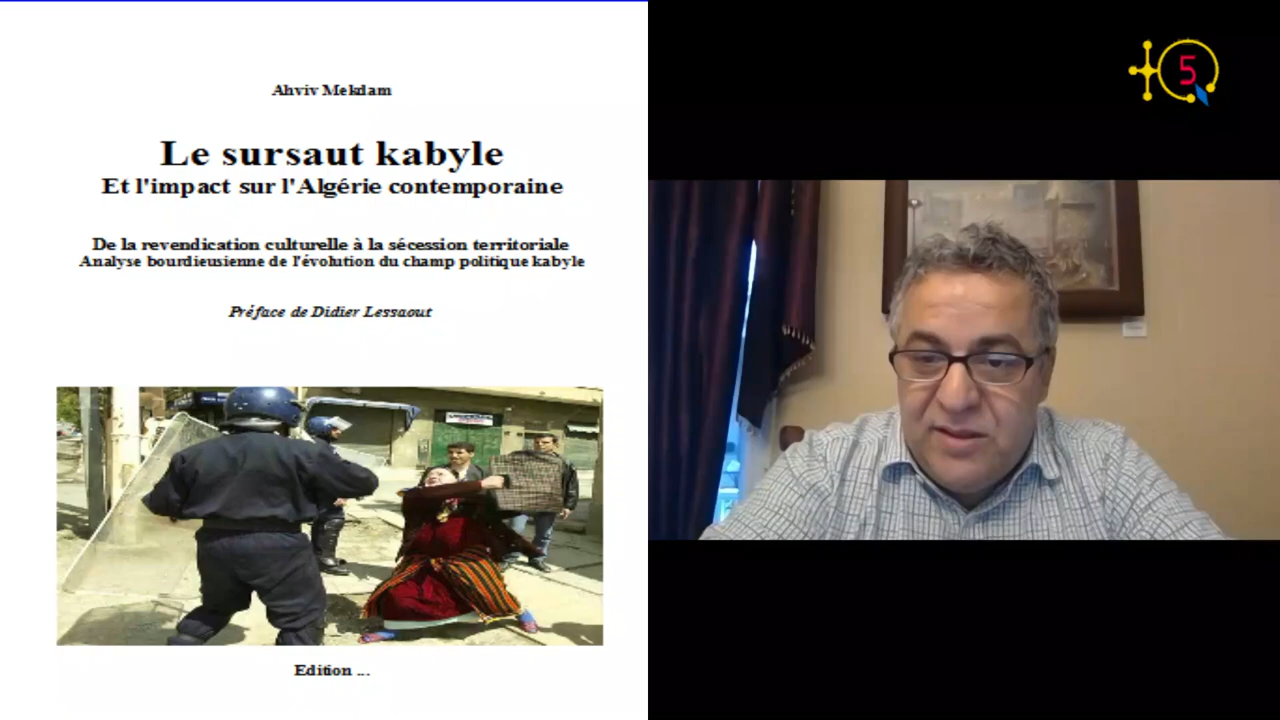 Ahviv Mekdam
Le sursaut kabyle
Et l'impact sur l'Algérie contemporaine
De la revendication culturelle à la sécession territoriale
Analyse bourdieusienne de l'évolution du champ politique kabyle
Préface de Didier Lessaout
Edition ...
5